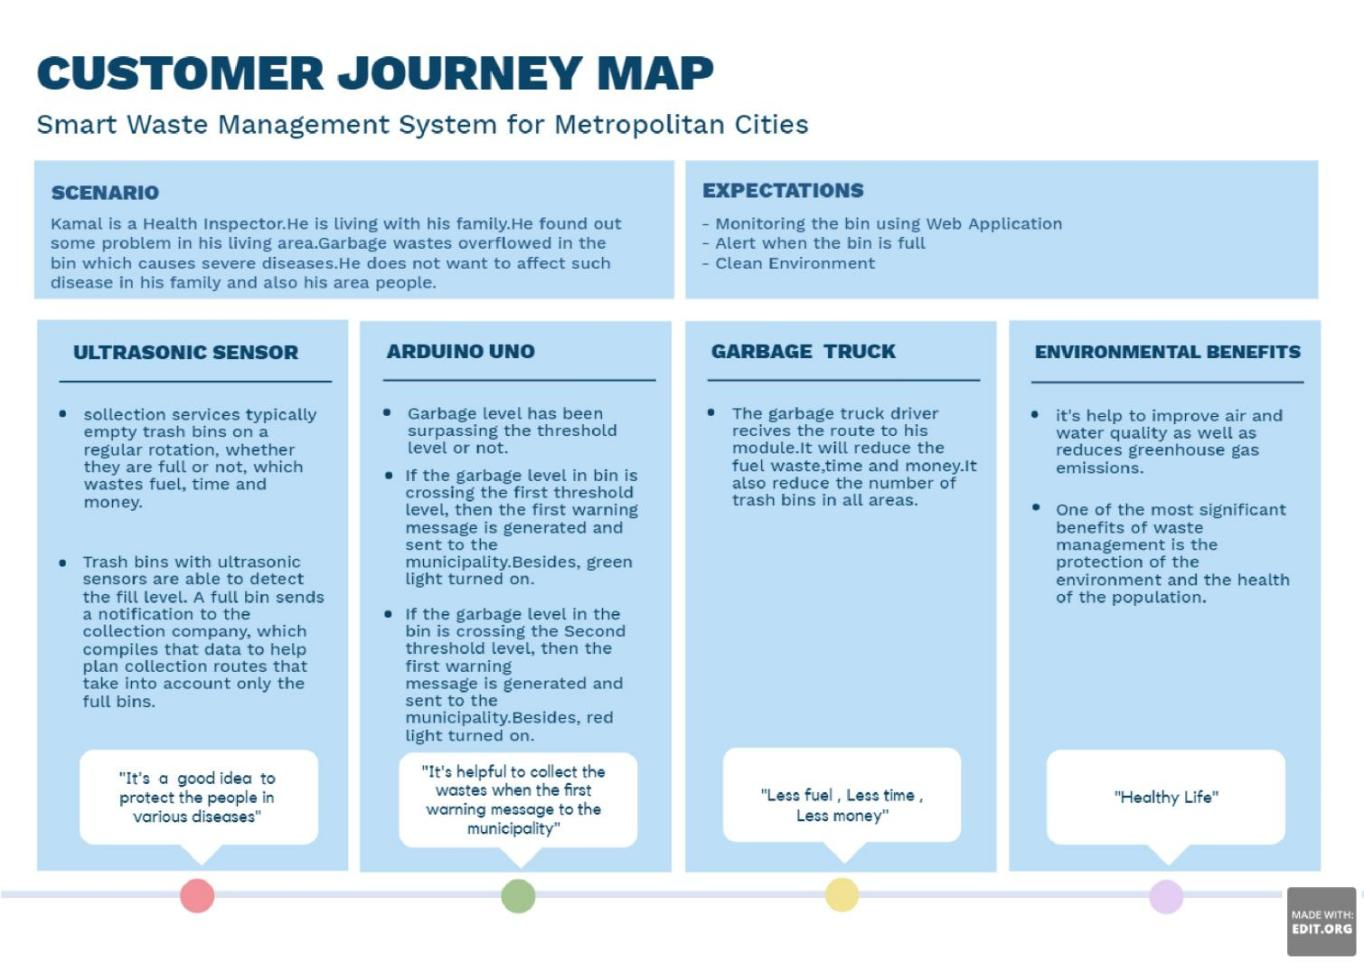 CUSTOMER JOURNEY MAP
Smart Waste Management System for Metropolitan Cities
SCENARIO
Kamal is a Health Inspector.He is living with his family.He found out
some problem in his living area.Garbage wastes overflowed in the
bin which causes severe diseases.He does not want to affect such
disease in his family and also his area people.
EXPECTATIONS
- Monitoring the bin using Web Application
- Alert when the bin is full
- Clean Environment
ULTRASONIC SENSOR
• sollection services typically
empty trash bins on a
regular rotation, whether
they are full or not, which
wastes fuel, time and
money.
• Trash bins with ultrasonic
sensors are able to detect
the fill level. A full bin sends
a notification to the
collection company, which
compiles that data to help
plan collection routes that
take into account only the
full bins.
"It's a good idea to
protect the people in
various diseases"
ARDUINO UNO
• Garbage level has been
surpassing the threshold
level or not.
• If the garbage level in bin is
crossing the first threshold
level, then the first warning
message is generated and
sent to the
municipality.Besides, green
light turned on.
• If the garbage level in the
bin is crossing the Second
threshold level, then the
first warning
message is generated and
sent to the
municipality.Besides, red
light turned on.
"It's helpful to collect the
wastes when the first
warning message to the
municipality"
GARBAGE TRUCK
• The garbage truck driver
recives the route to his
module.It will reduce the
fuel waste,time and money.It
also reduce the number of
trash bins in all areas.
"Less fuel , Less time ,
Less money"
ENVIRONMENTAL BENEFITS
• it's help to improve air and
water quality as well as
reduces greenhouse gas
emissions.
• One of the most significant
benefits of waste
management is the
protection of the
environment and the health
of the population.
"Healthy Life"
MADE WITH:
EDIT.ORG